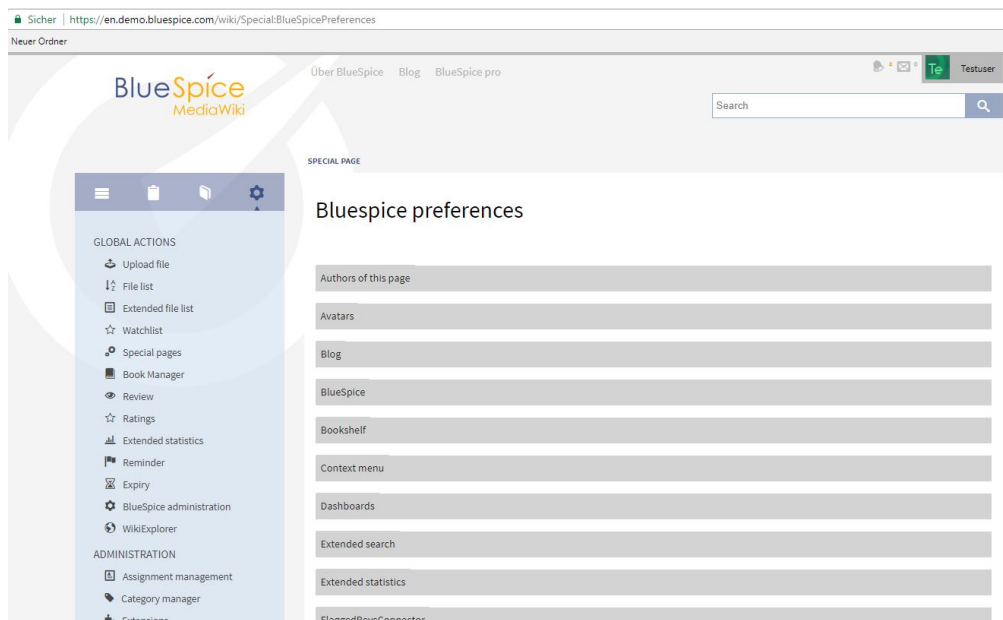 Sicher | https://en.demo.bluespice.com/wiki/Special:BlueSpicePreferences
Neuer Ordner
BlueSpice
MediaWiki
Über BlueSpice Blog BlueSpice pro
Te Testuser
Search
SPECIAL PAGE
Bluespice preferences
GLOBAL ACTIONS
Upload file
File list
Extended file list
Watchlist
Special pages
Book Manager
Review
Ratings
Extended statistics
Reminder
Expiry
BlueSpice administration
WikiExplorer
ADMINISTRATION
Assignment management
Category manager
Extensions
Authors of this page
Avatars
Blog
BlueSpice
Bookshelf
Context menu
Dashboards
Extended search
Extended statistics
FlaggedRevsConnector